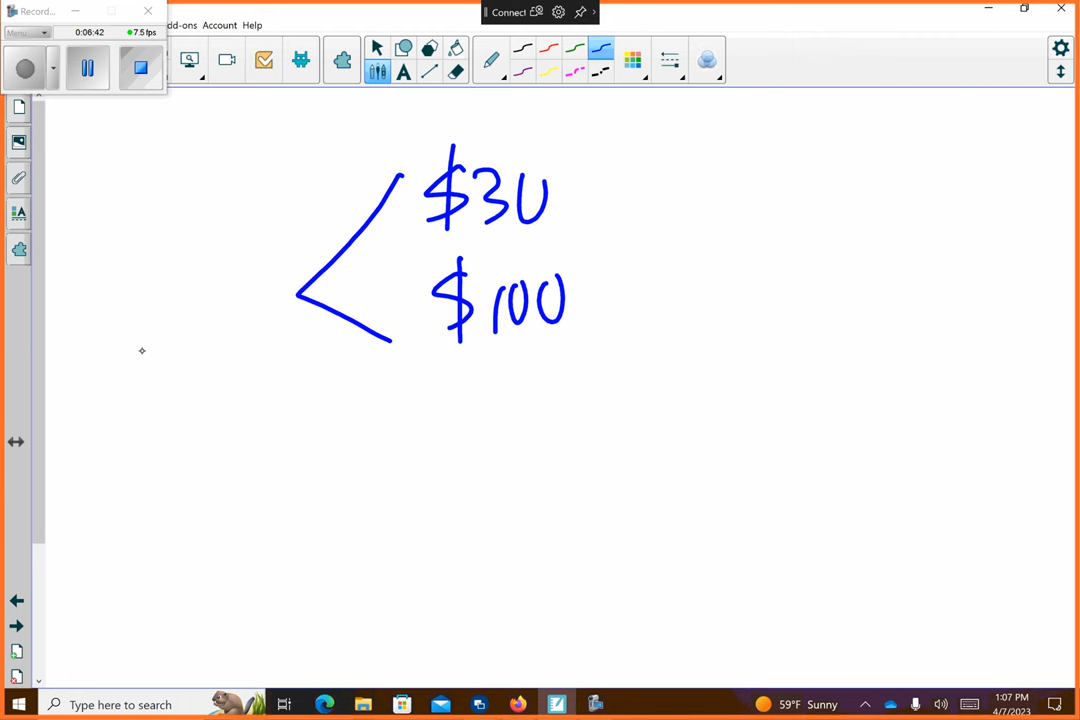 Record...
Connect
dd-ons Account Help
Menu
0:06:42
7.5 fps
A
A
$30
$100
Type here to search
59°F Sunny
1:07 PM
4/7/2023